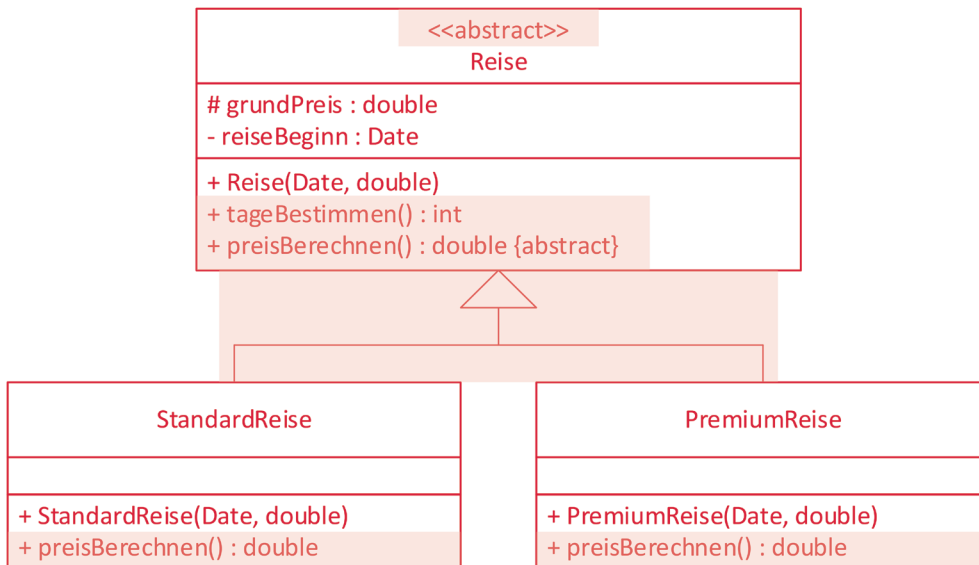 <<abstract>>
Reise
# grundPreis : double
- reiseBeginn : Date
+ Reise(Date, double)
+ tageBestimmen() : int
+ preisBerechnen() : double {abstract}
StandardReise
+ StandardReise(Date, double)
+ preisBerechnen() : double
PremiumReise
+ PremiumReise(Date, double)
+ preisBerechnen() : double